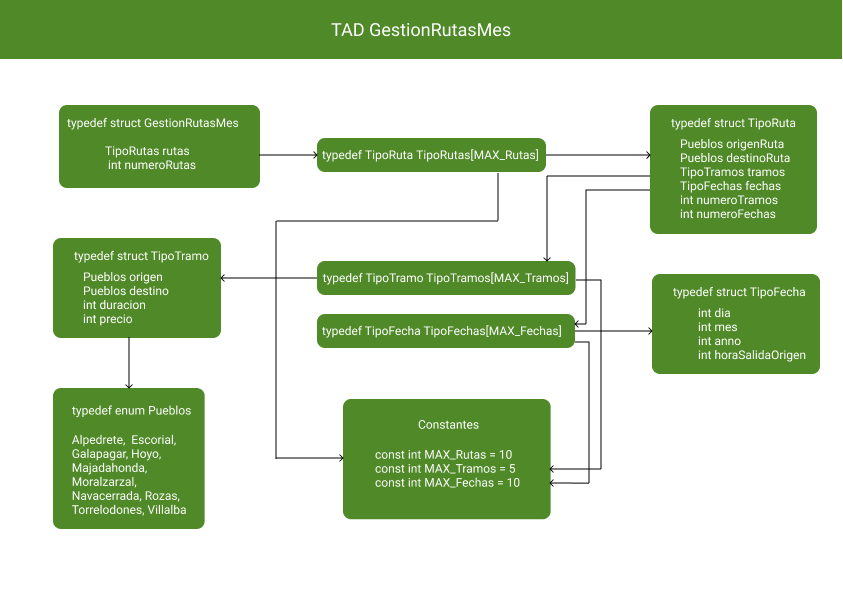 TAD GestionRutasMes
typedef struct GestionRutasMes
TipoRutas rutas
int numeroRutas
typedef TipoRuta TipoRutas[MAX_Rutas]
typedef struct TipoRuta
Pueblos origenRuta
Pueblos destinoRuta
TipoTramos tramos
TipoFechas fechas
int numeroTramos
int numeroFechas
typedef struct TipoTramo
Pueblos origen
Pueblos destino
int duracion
int precio
typedef TipoTramo TipoTramos[MAX_Tramos]
typedef TipoFecha TipoFechas[MAX_Fechas]
typedef struct TipoFecha
int dia
int mes
int anno
int horaSalidaOrigen
typedef enum Pueblos
Alpedrete, Escorial,
Galapagar, Hoyo,
Majadahonda,
Moralzarzal,
Navacerrada, Rozas,
Torrelodones, Villalba
Constantes
const int MAX_Rutas = 10
const int MAX_Tramos = 5
const int MAX_Fechas = 10